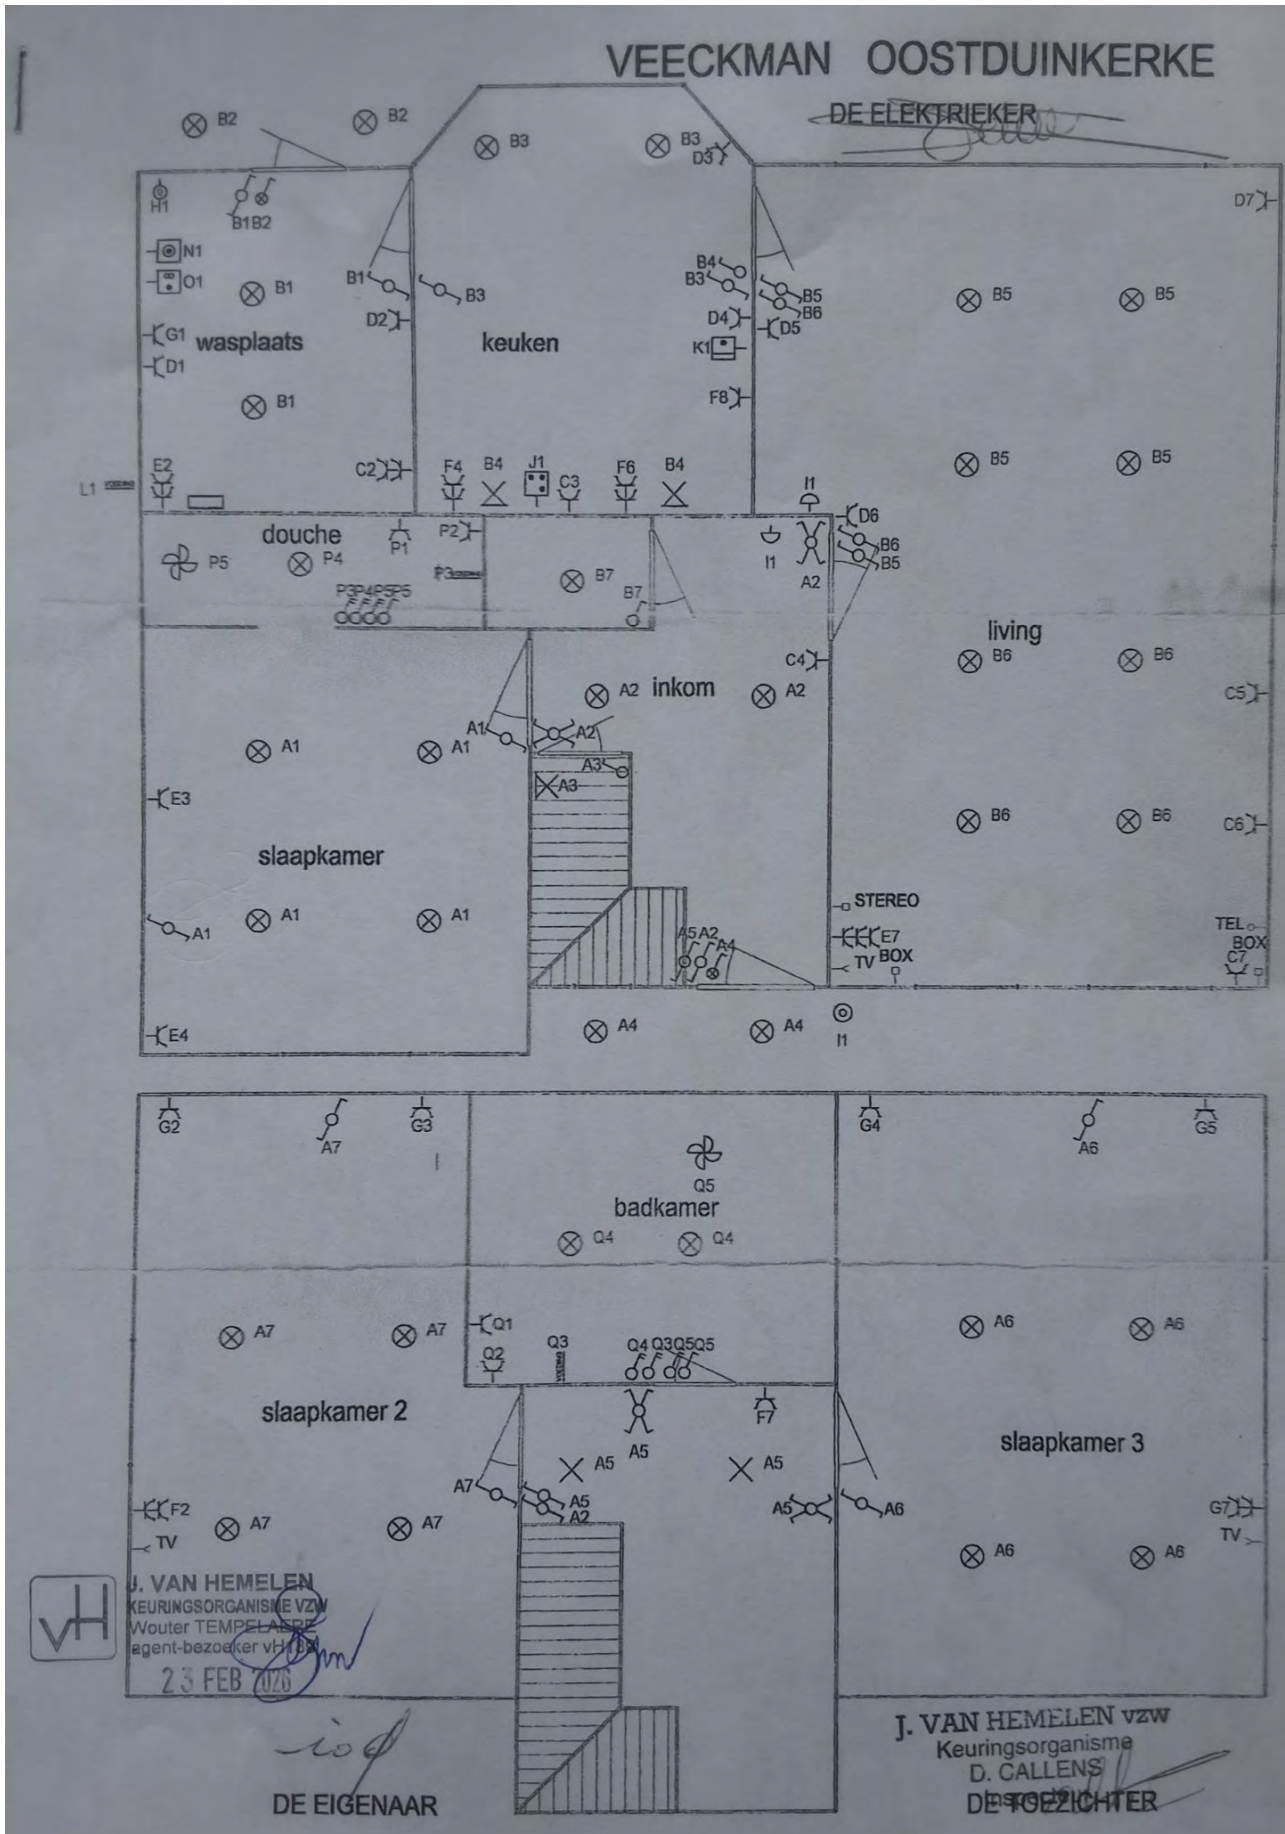 VEECKMAN OOSTDUINKERKE
DE ELEKTRIEKER
B2 B2 B3 B3
D3
H1 B1B2 D7
N1
O1 B1 B1 B3 B4 B3 B5 B6 B5 B5
D2 D4 D5
G1 wasplaats keuken K1
D1
B1 F8
E2 C2 F4 B4 J1 C3 F6 B4 B5 B5
L1 I1
D6
douche P1 P2 I1 A2 B6 B5
P5 P4 P3 B7 B7
P3P4P5P5
living
C4 B6 B6
A2 inkom A2 C5
A1 A1 A1 A2
A3 A3
E3
B6 B6 C6
slaapkamer
A1 A1 A1
STEREO
A5 A2 A4 E7 TEL
TV BOX BOX
C7
E4 A4 A4 I1
G2 A7 G3 G4 A6 G5
Q5
badkamer
Q4 Q4
A7 A7 Q1 A6 A6
Q2 Q3 Q4 Q3Q5Q5
slaapkamer 2 F7
A5 slaapkamer 3
A5 A5
A7 A5 A2 A5 A6
F2 G7
A7 A7 TV
TV A6 A6
vH
J. VAN HEMELEN
KEURINGSORGANISME VZW
Wouter TEMPELAERE
agent-bezoeker vH
23 FEB 2026
J. VAN HEMELEN vzw
Keuringsorganisme
D. CALLENS
DE EIGENAAR
DE TOEZICHTER